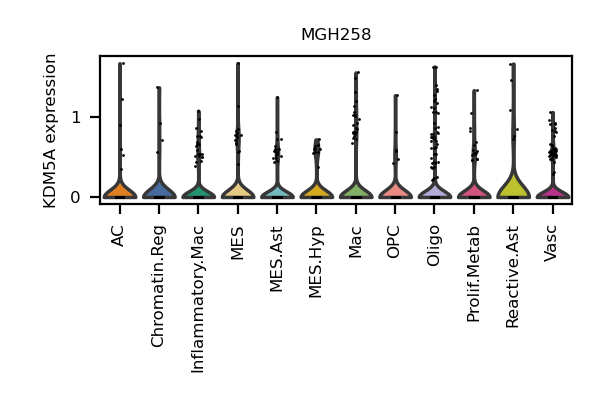 MGH258
KDM5A expression
1
0
AC
Chromatin.Reg
Inflammatory.Mac
MES
MES.Ast
MES.Hyp
Mac
OPC
Oligo
Prolif.Metab
Reactive.Ast
Vasc